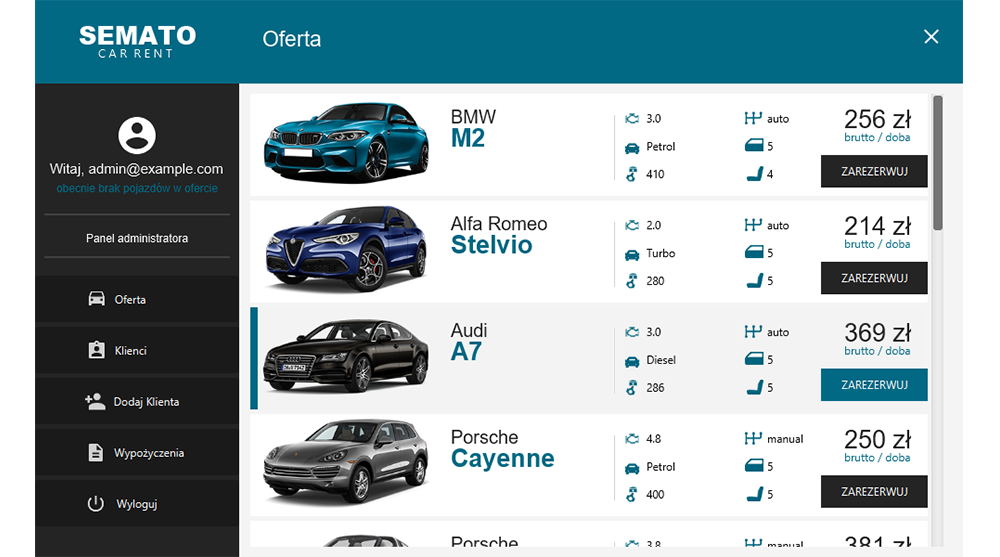 SEMATO
CAR RENT
Oferta
Witaj, admin@example.com
obecnie brak pojazdów w ofercie
Panel administratora
Oferta
Klienci
Dodaj Klienta
Wypożyczenia
Wyloguj
BMW
M2
3.0
Petrol
410
auto
5
4
256 zł
brutto / doba
ZAREZERWUJ
Alfa Romeo
Stelvio
2.0
Turbo
280
auto
5
5
214 zł
brutto / doba
ZAREZERWUJ
Audi
A7
3.0
Diesel
286
auto
5
5
369 zł
brutto / doba
ZAREZERWUJ
Porsche
Cayenne
4.8
Petrol
400
manual
5
5
250 zł
brutto / doba
ZAREZERWUJ
Porsche
3.8
manual
381 zł